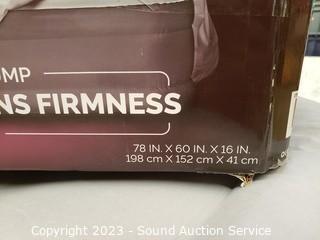 UMP
NS FIRMNESS
78 IN. X 60 IN. X 16 IN.
198 cm X 152 cm X 41 cm
Copyright 2023 - Sound Auction Service